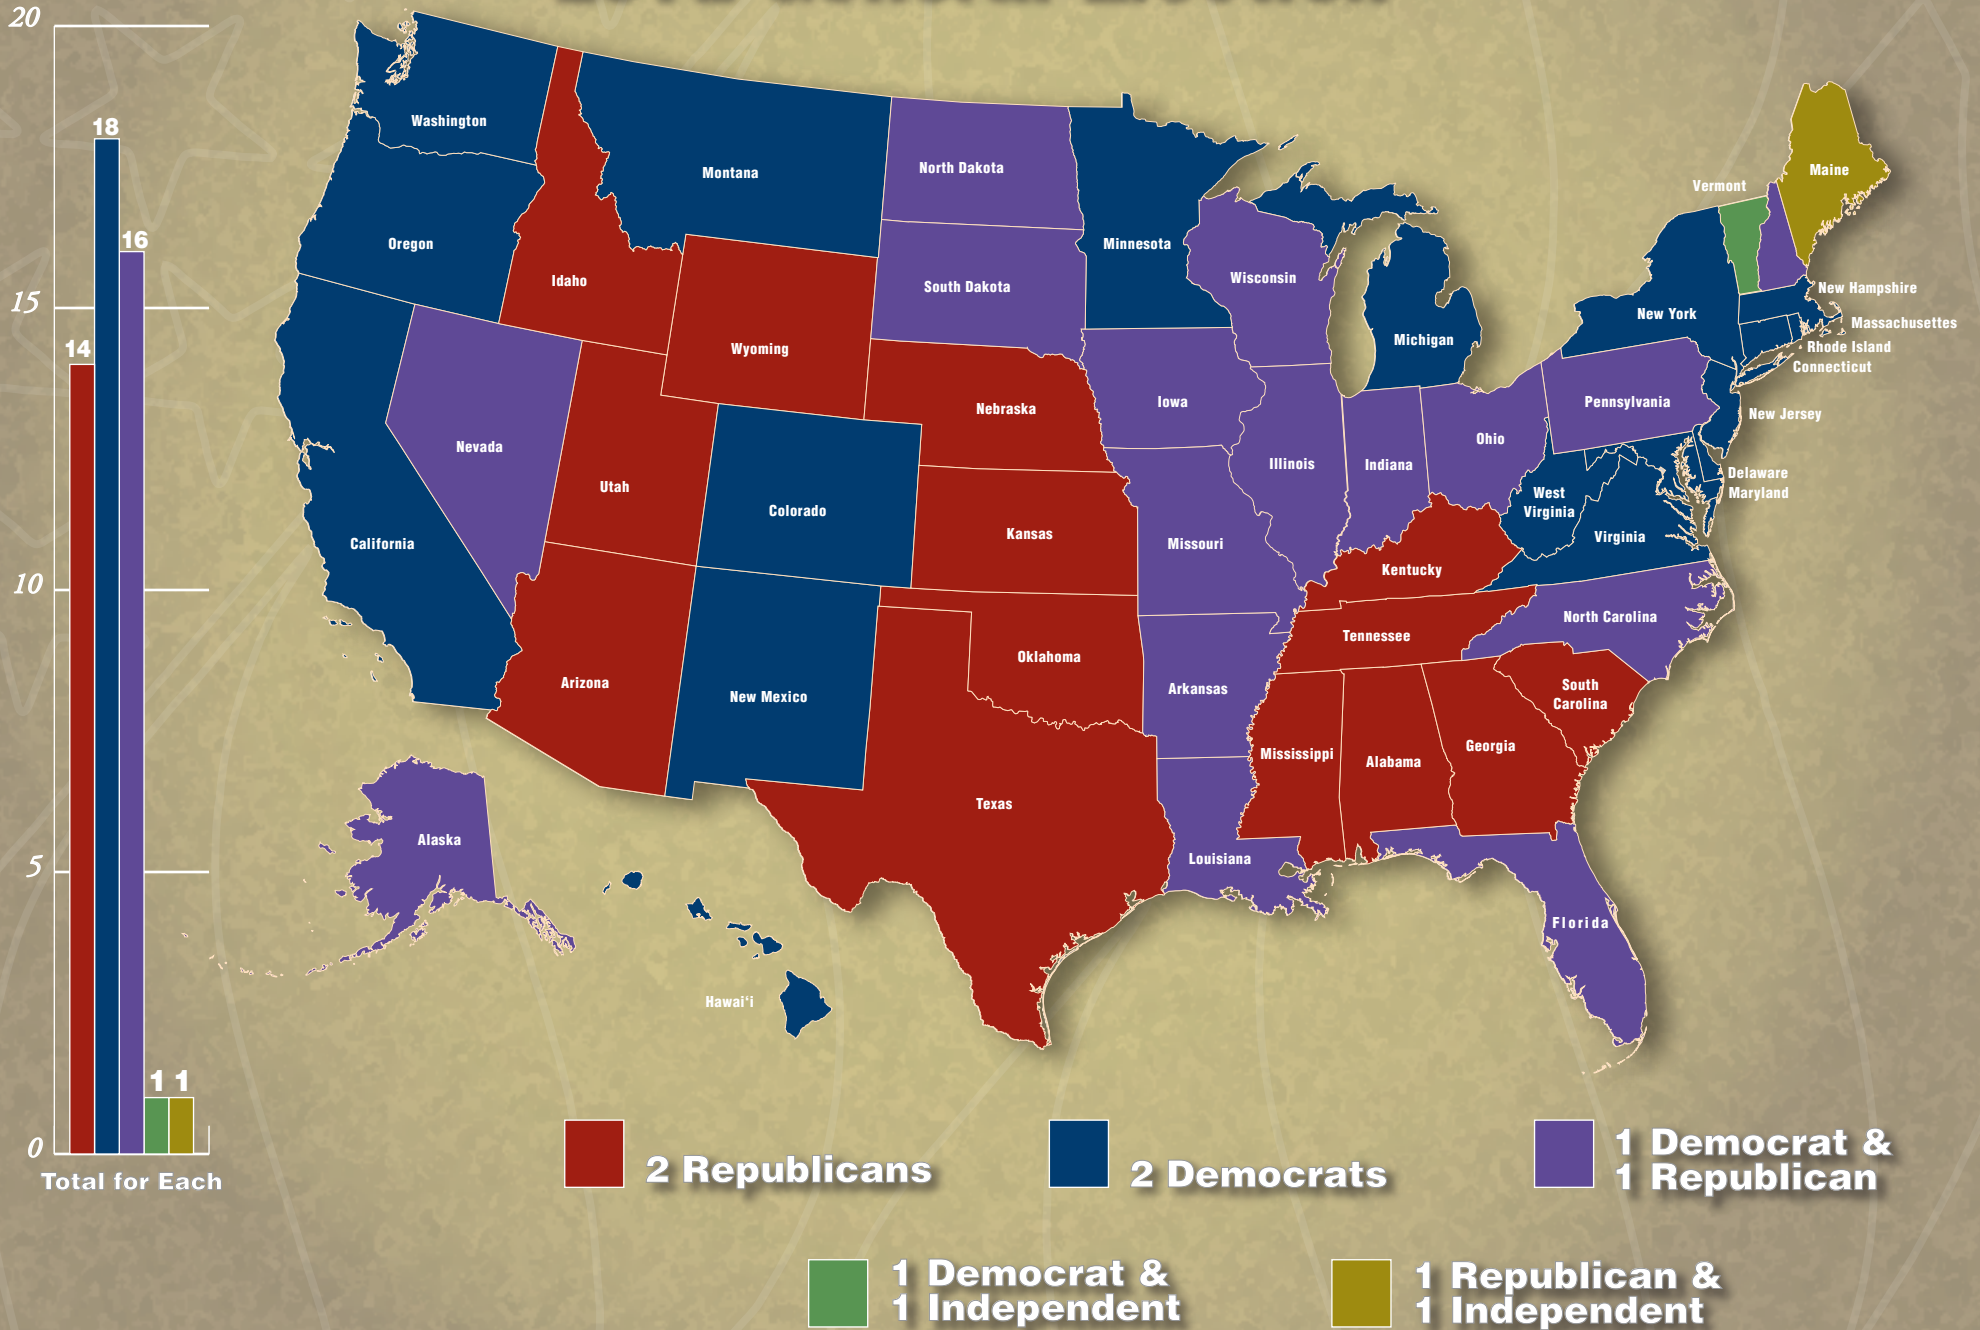 20
15
10
5
0
14
18
16
1
1
Total for Each
Washington
Oregon
California
Nevada
Idaho
Montana
Wyoming
Utah
Colorado
Arizona
New Mexico
North Dakota
South Dakota
Nebraska
Kansas
Oklahoma
Texas
Minnesota
Iowa
Missouri
Arkansas
Louisiana
Wisconsin
Illinois
Michigan
Indiana
Ohio
Kentucky
Tennessee
Mississippi
Alabama
Georgia
Florida
South
Carolina
North Carolina
Virginia
West
Virginia
Pennsylvania
New York
Vermont
Maine
New Hampshire
Massachusettes
Rhode Island
Connecticut
New Jersey
Delaware
Maryland
Alaska
Hawai‘i
2 Republicans
2 Democrats
1 Democrat &
1 Republican
1 Democrat &
1 Independent
1 Republican &
1 Independent